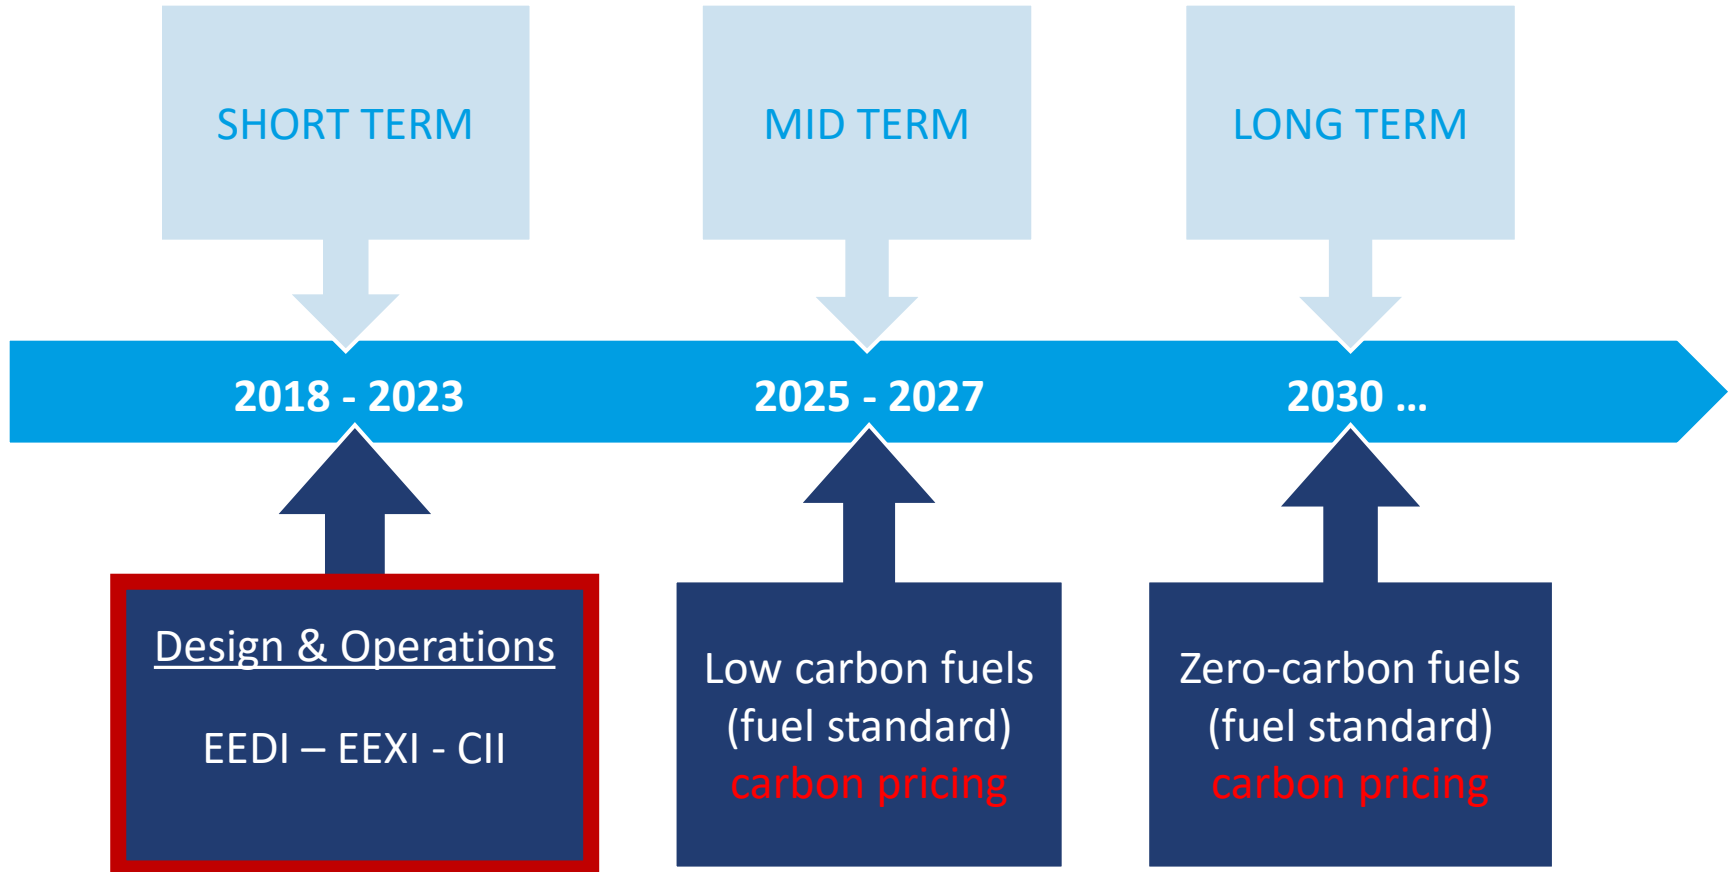 SHORT TERM
MID TERM
LONG TERM
2018 - 2023
2025 - 2027
2030 ...
Design & Operations
EEDI – EEXI - CII
Low carbon fuels
(fuel standard)
carbon pricing
Zero-carbon fuels
(fuel standard)
carbon pricing